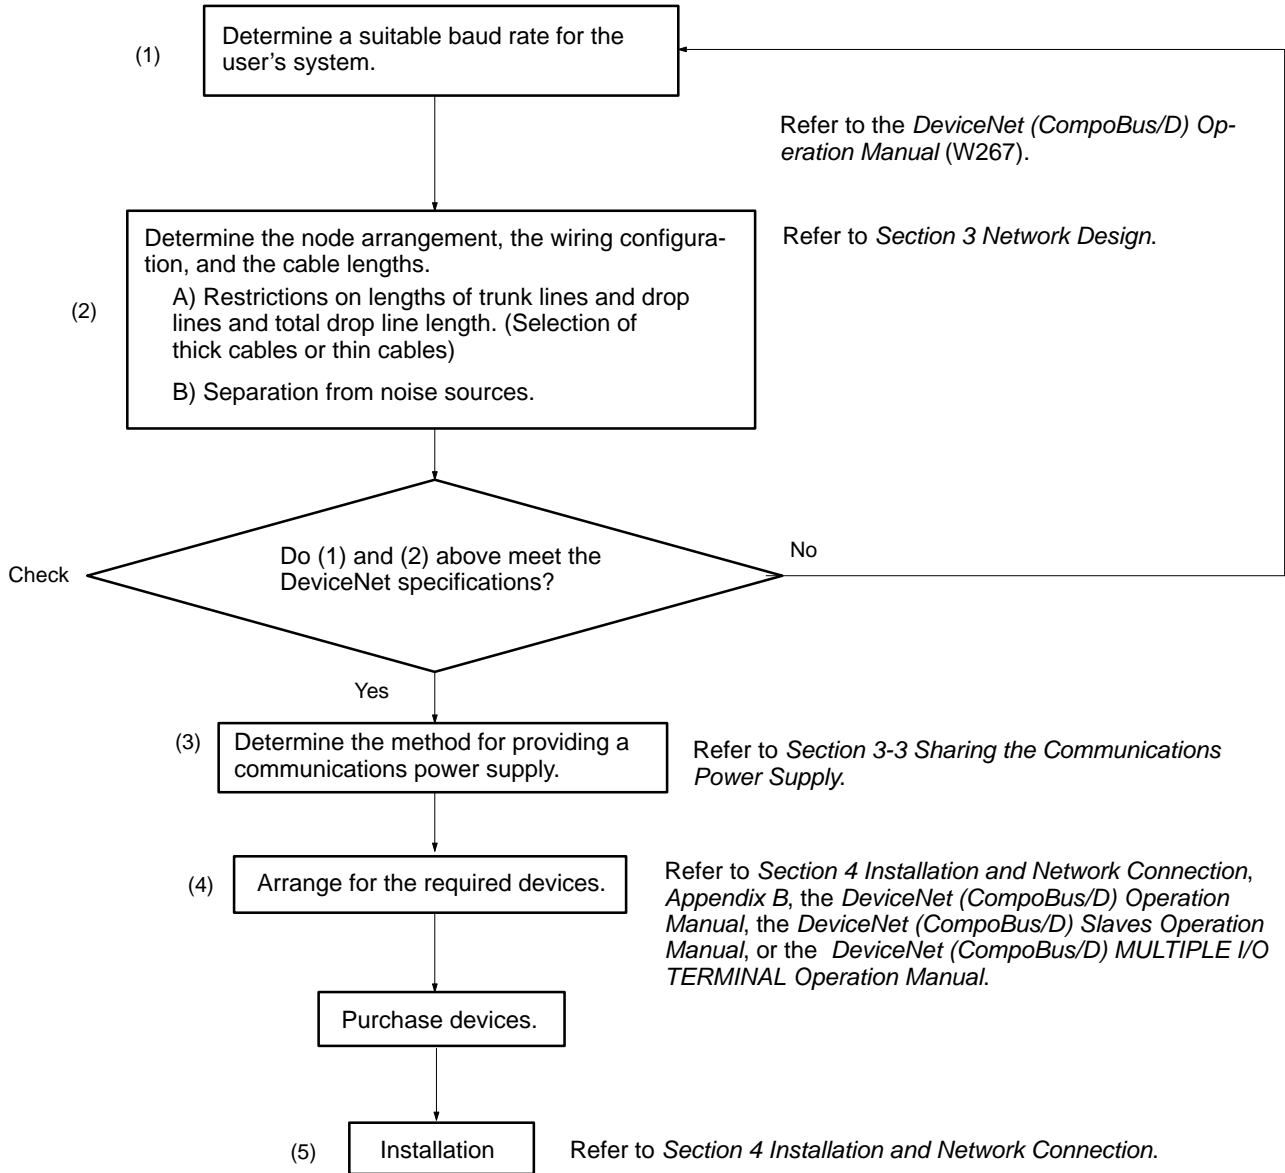 (1)
Determine a suitable baud rate for the
user's system.
Refer to the DeviceNet (CompoBus/D) Op-
eration Manual (W267).
(2)
Determine the node arrangement, the wiring configura-
tion, and the cable lengths.
A) Restrictions on lengths of trunk lines and drop
lines and total drop line length. (Selection of
thick cables or thin cables)
B) Separation from noise sources.
Refer to Section 3 Network Design.
Check
Do (1) and (2) above meet the
DeviceNet specifications?
No
Yes
(3)
Determine the method for providing a
communications power supply.
Refer to Section 3-3 Sharing the Communications
Power Supply.
(4)
Arrange for the required devices.
Refer to Section 4 Installation and Network Connection,
Appendix B, the DeviceNet (CompoBus/D) Operation
Manual, the DeviceNet (CompoBus/D) Slaves Operation
Manual, or the DeviceNet (CompoBus/D) MULTIPLE I/O
TERMINAL Operation Manual.
Purchase devices.
(5)
Installation
Refer to Section 4 Installation and Network Connection.